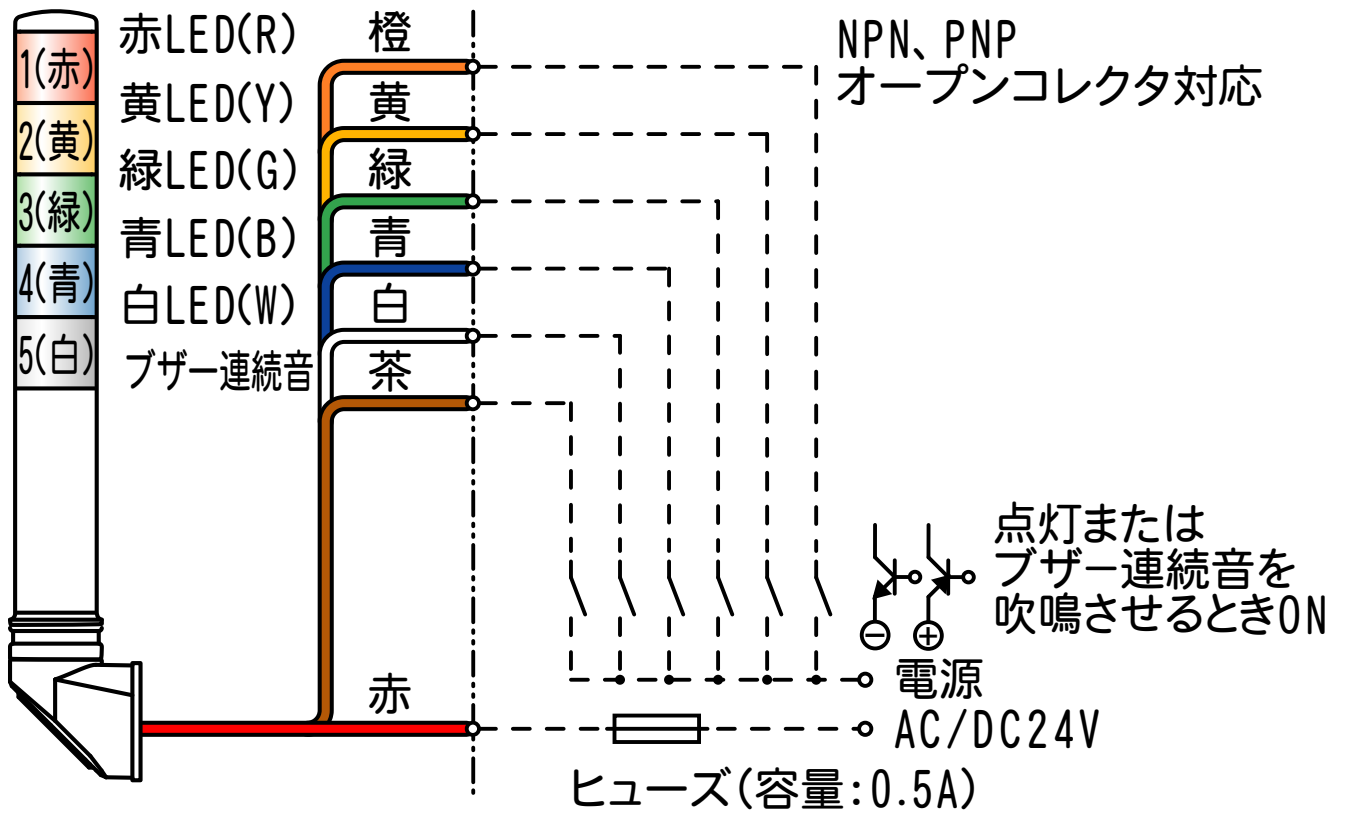 1(赤)
2(黄)
3(緑)
4(青)
5(白)
赤LED(R)
橙
黄LED(Y)
黄
緑LED(G)
緑
青LED(B)
青
白LED(W)
白
ブザー連続音
茶
赤
NPN、PNP
オープンコレクタ対応
点灯または
ブザー連続音を
吹鳴させるときON
電源
AC/DC24V
ヒューズ(容量:0.5A)